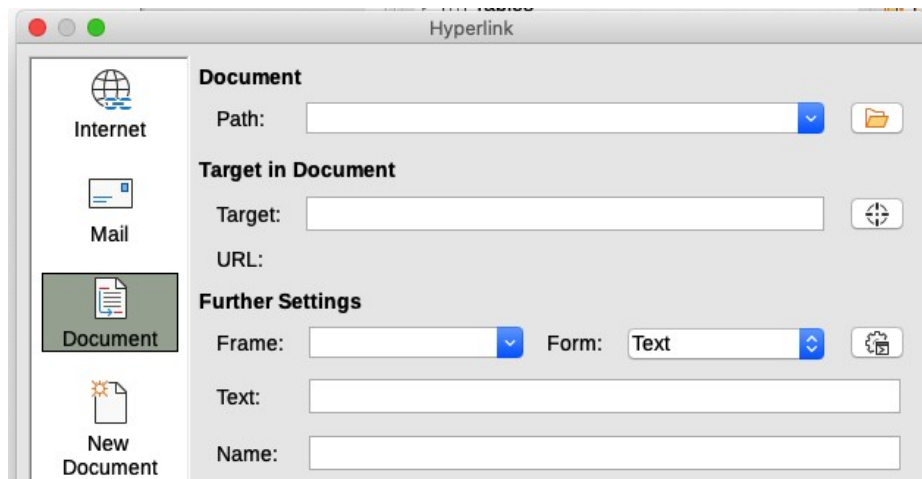 Tables
Hyperlink
Internet
Mail
Document
New
Document
Document
Path:
Target in Document
Target:
URL:
Further Settings
Frame:
Form: Text
Text:
Name: